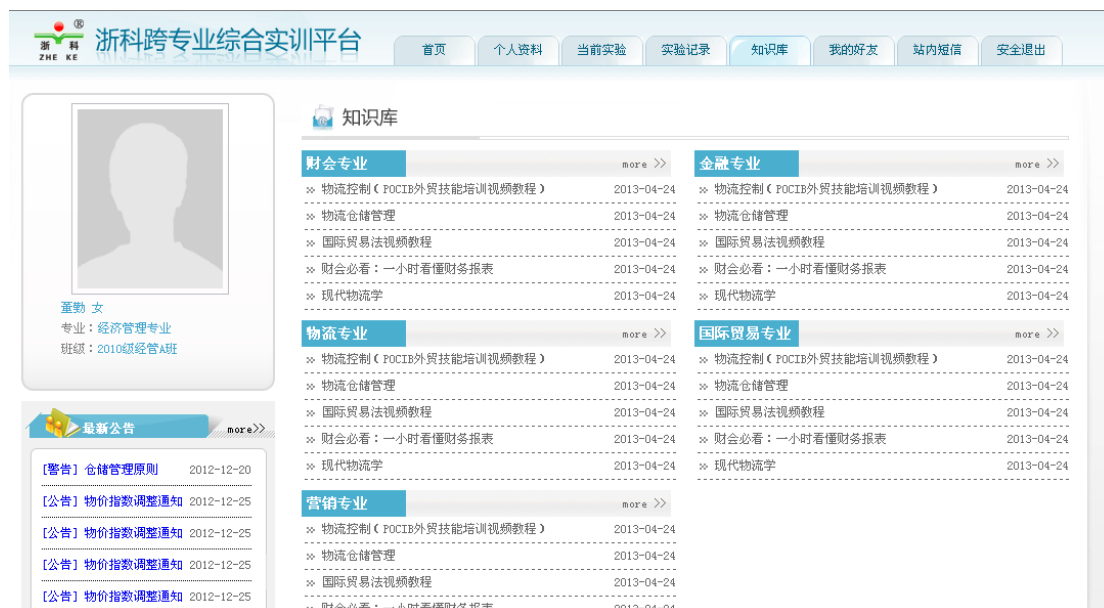 浙 科 ®
ZHE KE
浙科跨专业综合实训平台
首页 个人资料 当前实验 实验记录 知识库 我的好友 站内短信 安全退出
董勤 女
专业：经济管理专业
班级：2010级经管A班
最新公告 more>>
[警告] 仓储管理原则 2012-12-20
[公告] 物价指数调整通知 2012-12-25
[公告] 物价指数调整通知 2012-12-25
[公告] 物价指数调整通知 2012-12-25
[公告] 物价指数调整通知 2012-12-25
知识库
财会专业 more >>
» 物流控制(POCIB外贸技能培训视频教程) 2013-04-24
» 物流仓储管理 2013-04-24
» 国际贸易法视频教程 2013-04-24
» 财会必看：一小时看懂财务报表 2013-04-24
» 现代物流学 2013-04-24
金融专业 more >>
» 物流控制(POCIB外贸技能培训视频教程) 2013-04-24
» 物流仓储管理 2013-04-24
» 国际贸易法视频教程 2013-04-24
» 财会必看：一小时看懂财务报表 2013-04-24
» 现代物流学 2013-04-24
物流专业 more >>
» 物流控制(POCIB外贸技能培训视频教程) 2013-04-24
» 物流仓储管理 2013-04-24
» 国际贸易法视频教程 2013-04-24
» 财会必看：一小时看懂财务报表 2013-04-24
» 现代物流学 2013-04-24
国际贸易专业 more >>
» 物流控制(POCIB外贸技能培训视频教程) 2013-04-24
» 物流仓储管理 2013-04-24
» 国际贸易法视频教程 2013-04-24
» 财会必看：一小时看懂财务报表 2013-04-24
» 现代物流学 2013-04-24
营销专业 more >>
» 物流控制(POCIB外贸技能培训视频教程) 2013-04-24
» 物流仓储管理 2013-04-24
» 国际贸易法视频教程 2013-04-24